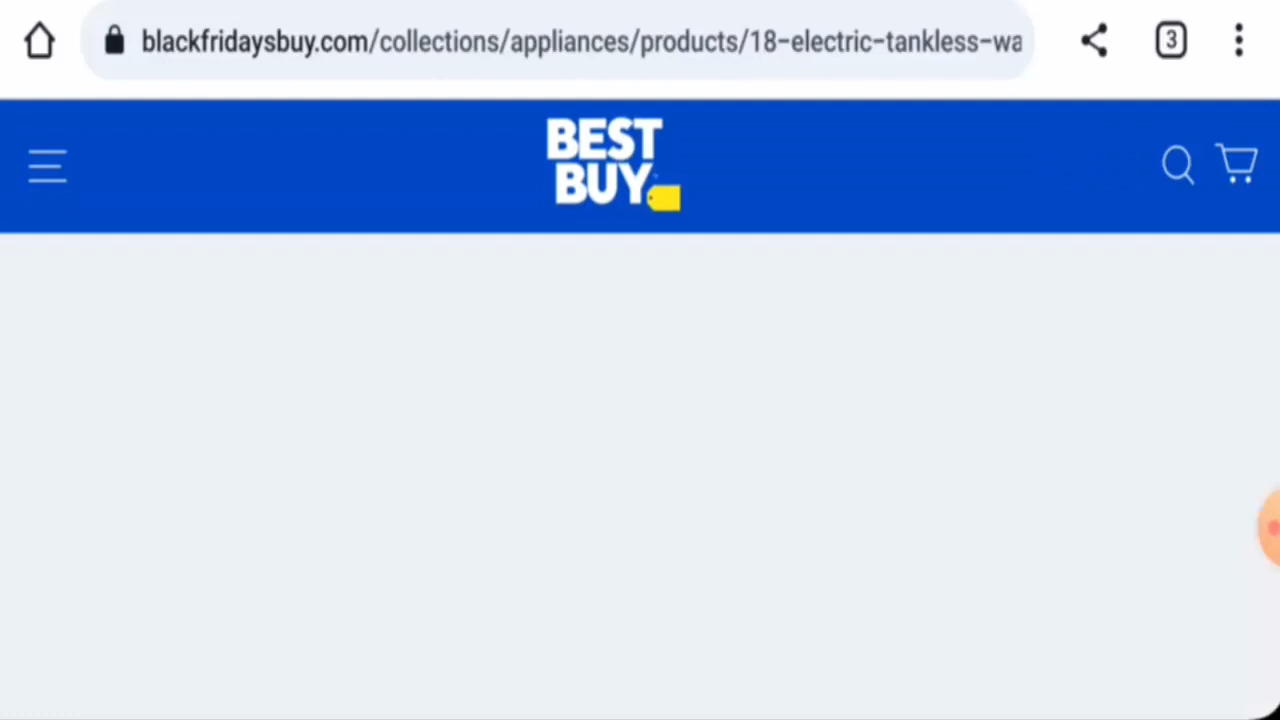 blackfridaysbuy.com/collections/appliances/products/18-electric-tankless-wa
3
BEST
BUY